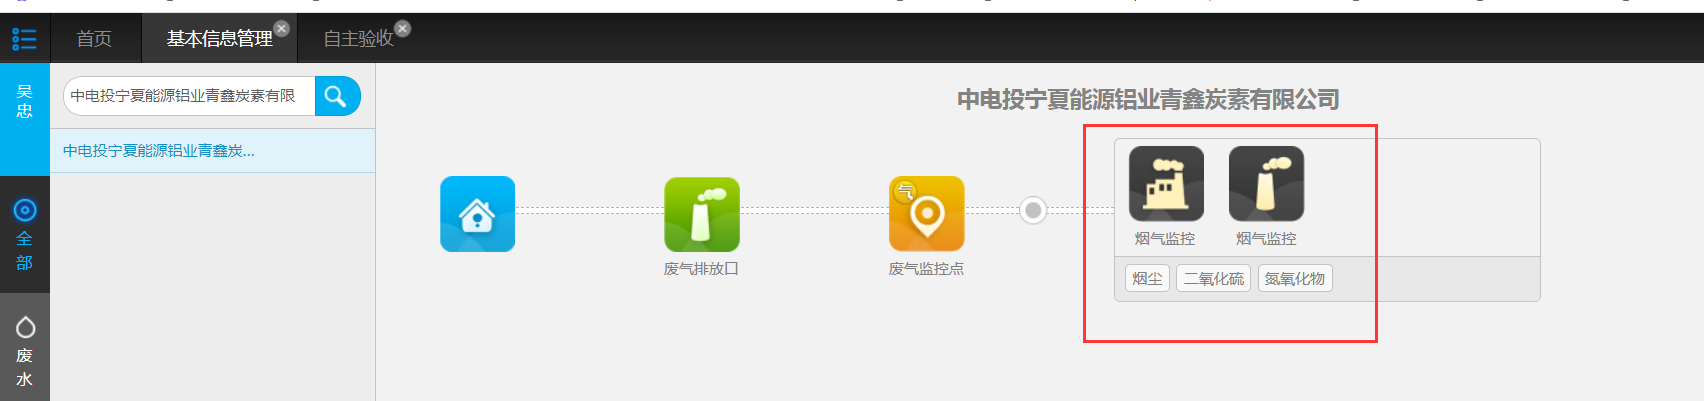 首页
基本信息管理
自主验收
吴忠
中电投宁夏能源铝业青鑫炭素有限
中电投宁夏能源铝业青鑫炭...
全部
废水
中电投宁夏能源铝业青鑫炭素有限公司
废气排放口
气
废气监控点
烟气监控
烟气监控
烟尘
二氧化硫
氮氧化物